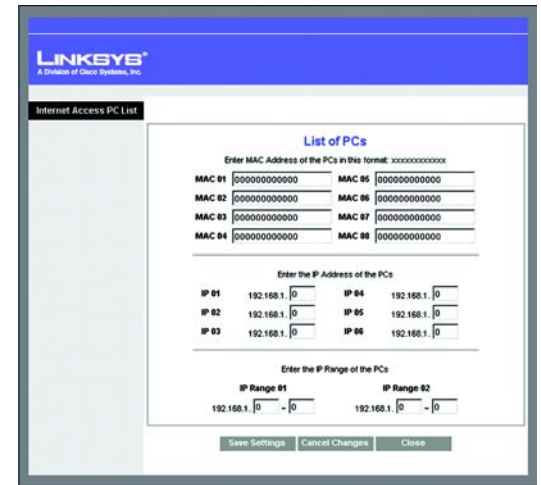 LINKSYS®
A Division of Cisco Systems, Inc.
Internet Access PC List
List of PCs
Enter MAC Address of the PCs in this format: xxxxxxxxxxxx
MAC 01 000000000000 MAC 05 000000000000
MAC 02 000000000000 MAC 06 000000000000
MAC 03 000000000000 MAC 07 000000000000
MAC 04 000000000000 MAC 08 000000000000
Enter the IP Address of the PCs
IP 01 192.168.1. 0 IP 04 192.168.1. 0
IP 02 192.168.1. 0 IP 05 192.168.1. 0
IP 03 192.168.1. 0 IP 06 192.168.1. 0
Enter the IP Range of the PCs
IP Range 01 IP Range 02
192.168.1. 0 ~ 0 192.168.1. 0 ~ 0
Save Settings Cancel Changes Close